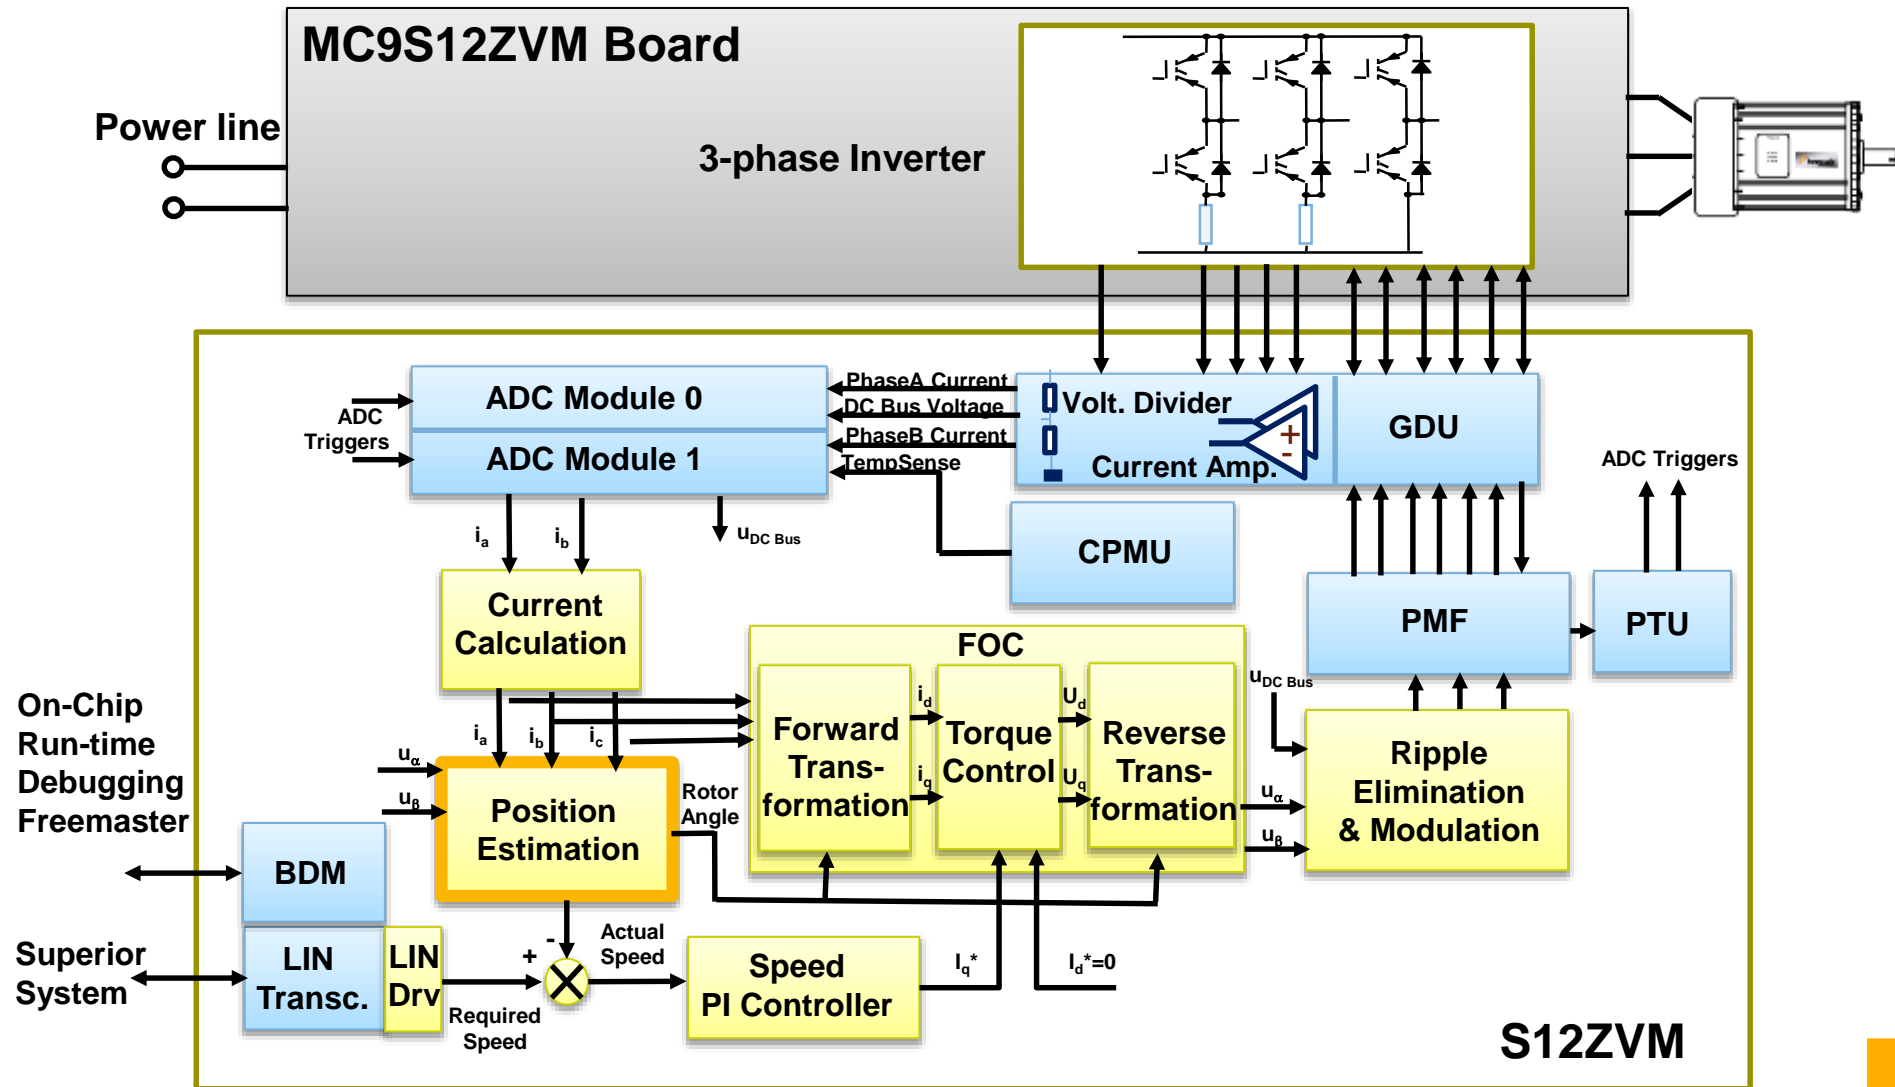 MC9S12ZVM Board
Power line
3-phase Inverter
ADC Module 0
ADC Module 1
ADC
Triggers
PhaseA Current
DC Bus Voltage
PhaseB Current
TempSense
Volt. Divider
Current Amp.
+
-
GDU
ADC Triggers
ia
ib
uDC Bus
CPMU
Current
Calculation
PMF
PTU
FOC
uDC Bus
On-Chip
Run-time
Debugging
Freemaster
ia
ib
ic
uα
uβ
Position
Estimation
Rotor
Angle
Forward
Trans-
formation
id
iq
Torque
Control
Ud
Uq
Reverse
Trans-
formation
uα
uβ
Ripple
Elimination
& Modulation
BDM
Superior
System
LIN
Transc.
LIN
Drv
+
-
Required
Speed
Actual
Speed
Speed
PI Controller
Iq*
Id*=0
S12ZVM